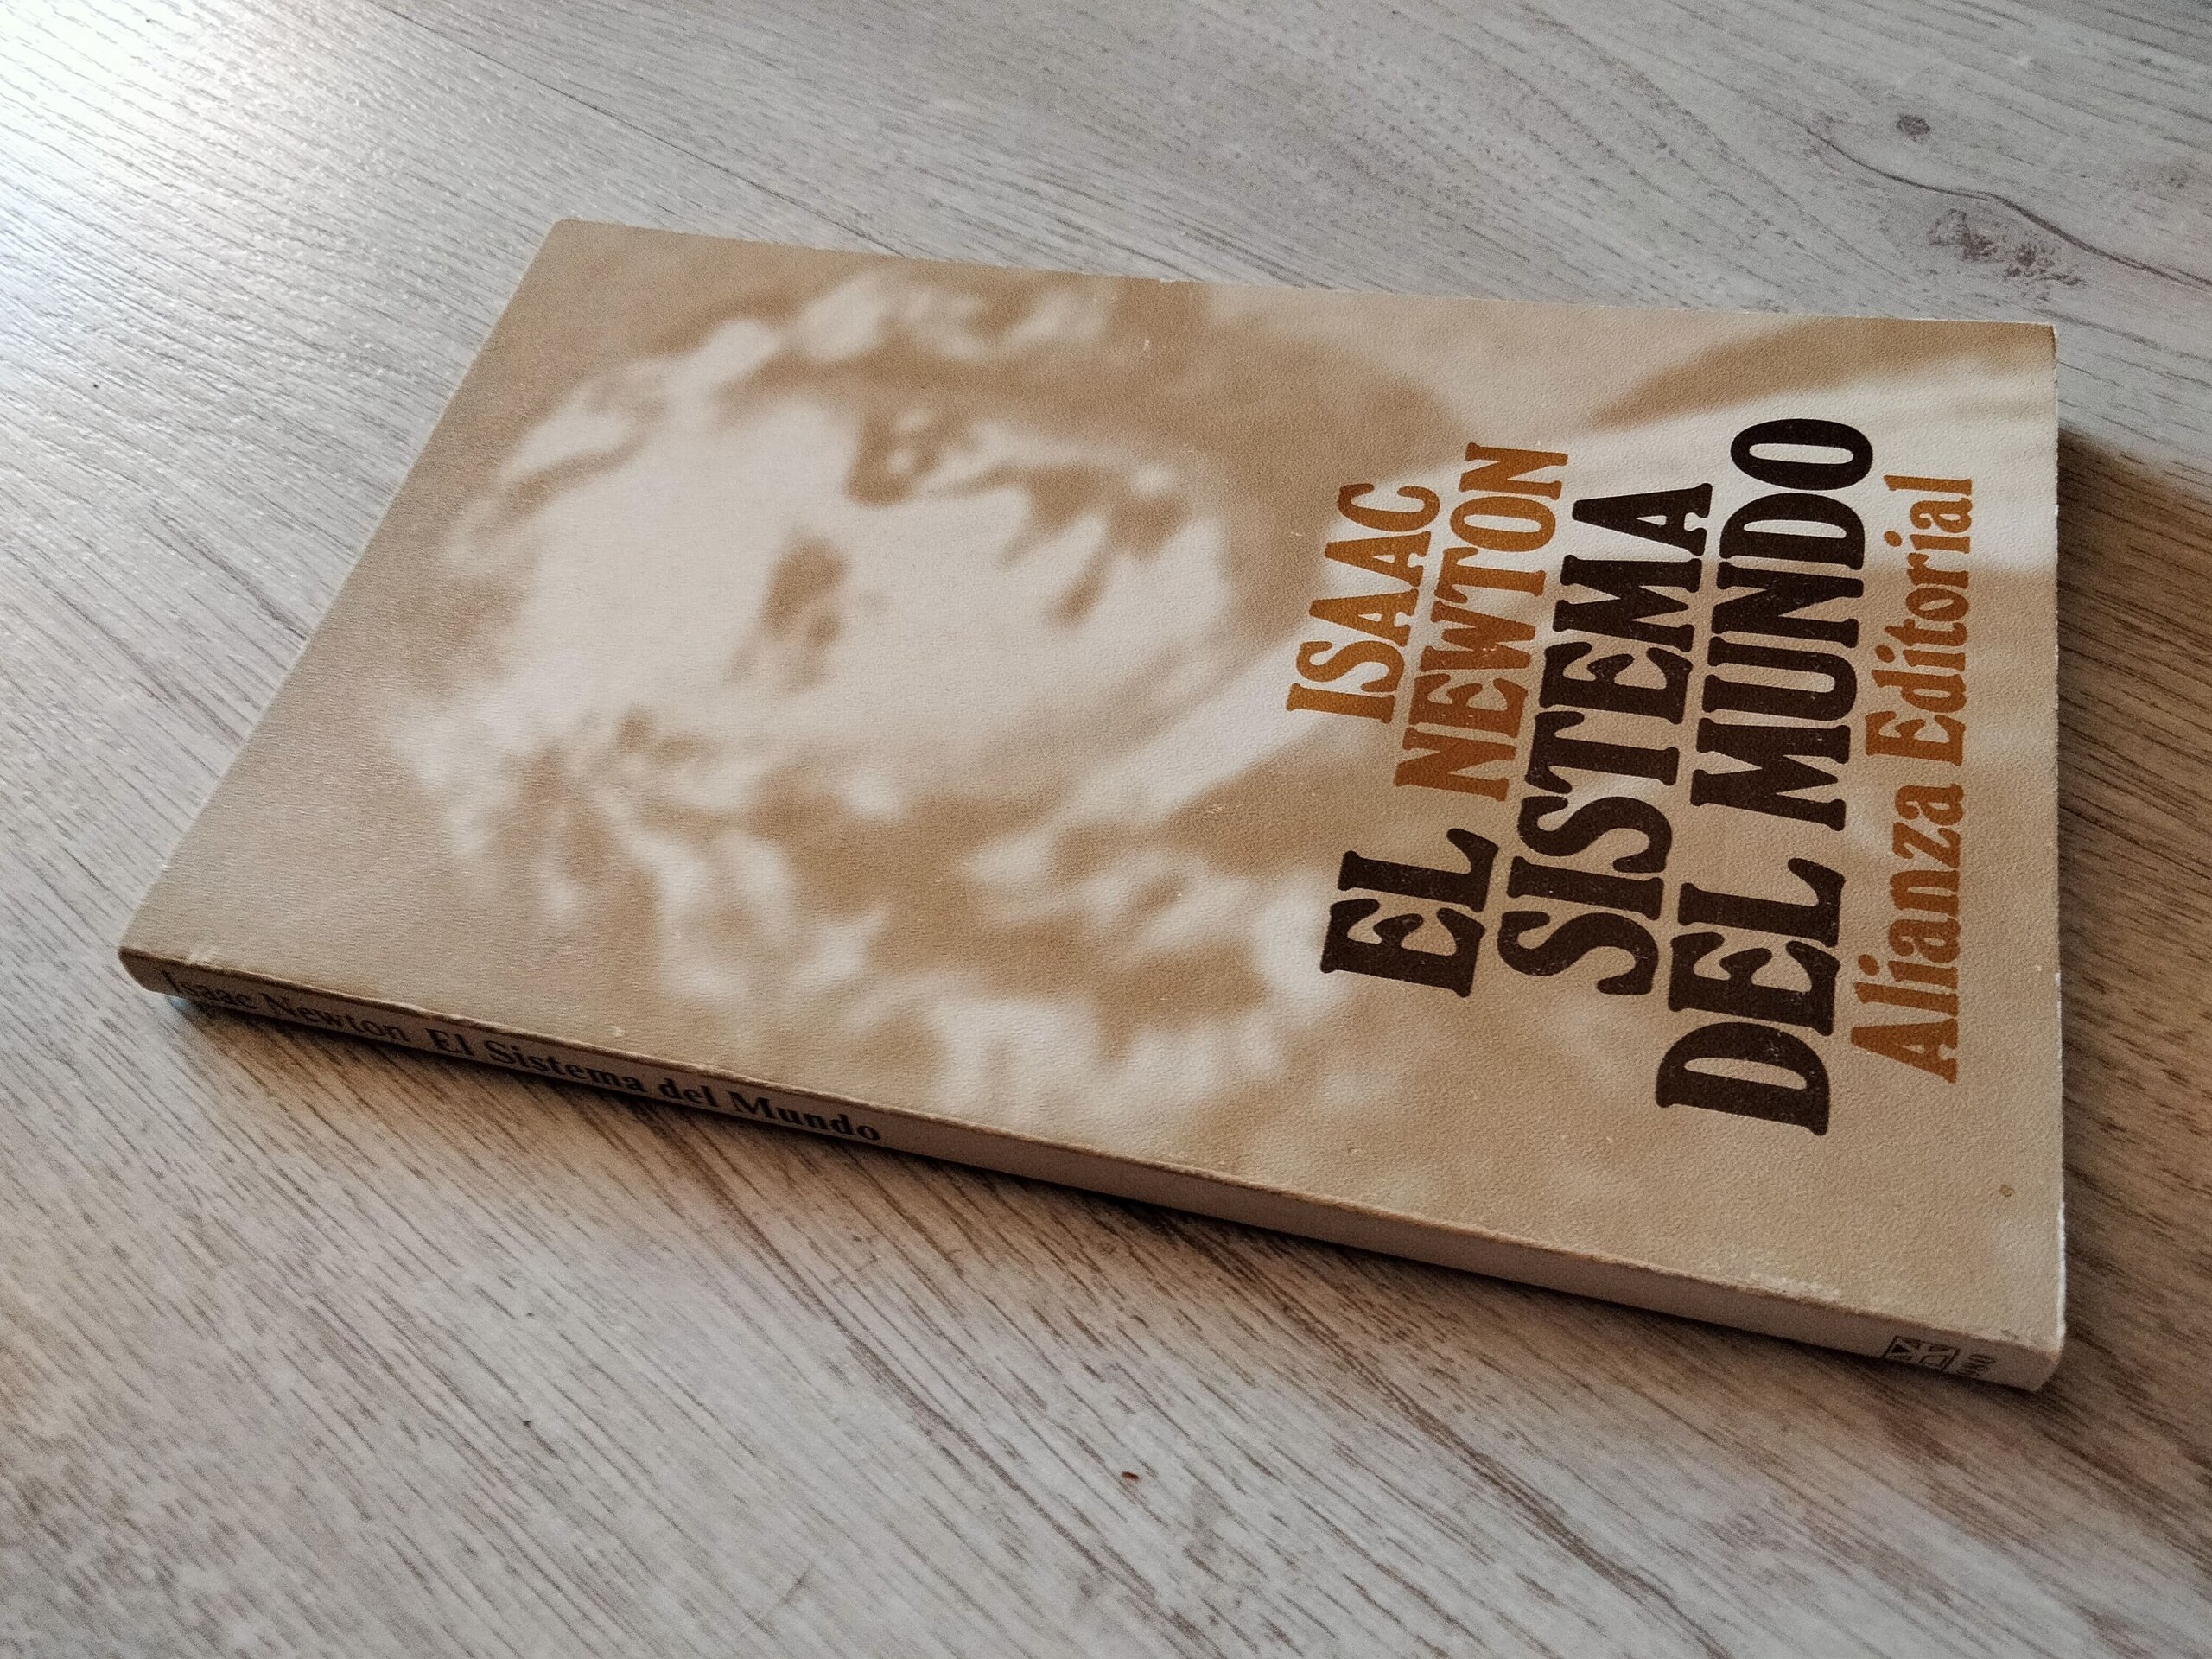 ISAAC
NEWTON
EL
SISTEMA
DEL MUNDO
Alianza Editorial
Isaac Newton El Sistema del Mundo